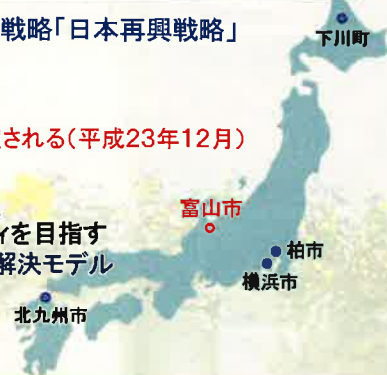 戦略「日本再興戦略」
下川町
される(平成23年12月)
富山市
ィを目指す
柏市
解決モデル
横浜市
北九州市